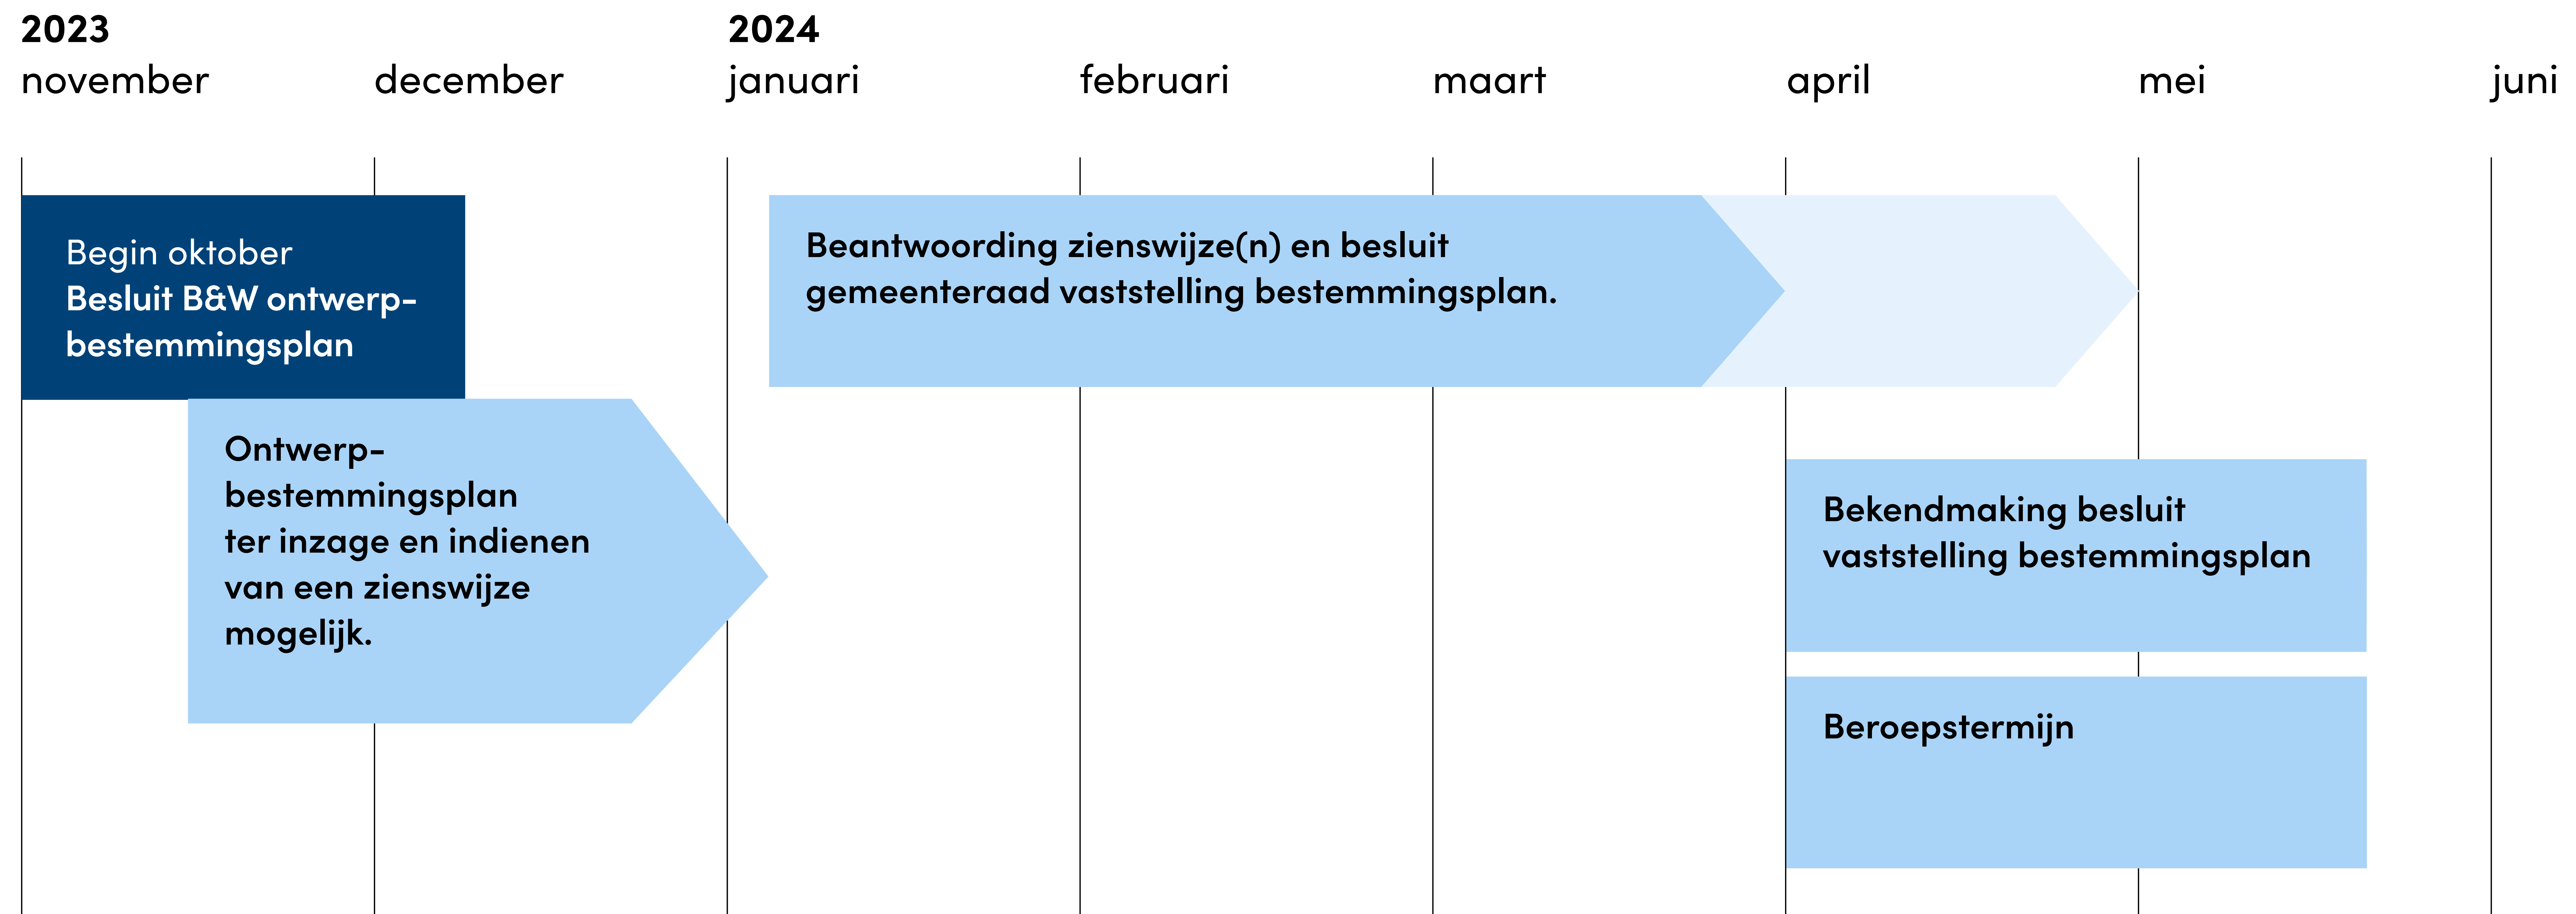 2023
2024
november
december
januari
februari
maart
april
mei
juni
Begin oktober
Besluit B&W ontwerp-
bestemmingsplan
Ontwerp-
bestemmingsplan
ter inzage en indienen
van een zienswijze
mogelijk.
Beantwoording zienswijze(n) en besluit
gemeenteraad vaststelling bestemmingsplan.
Bekendmaking besluit
vaststelling bestemmingsplan
Beroepstermijn